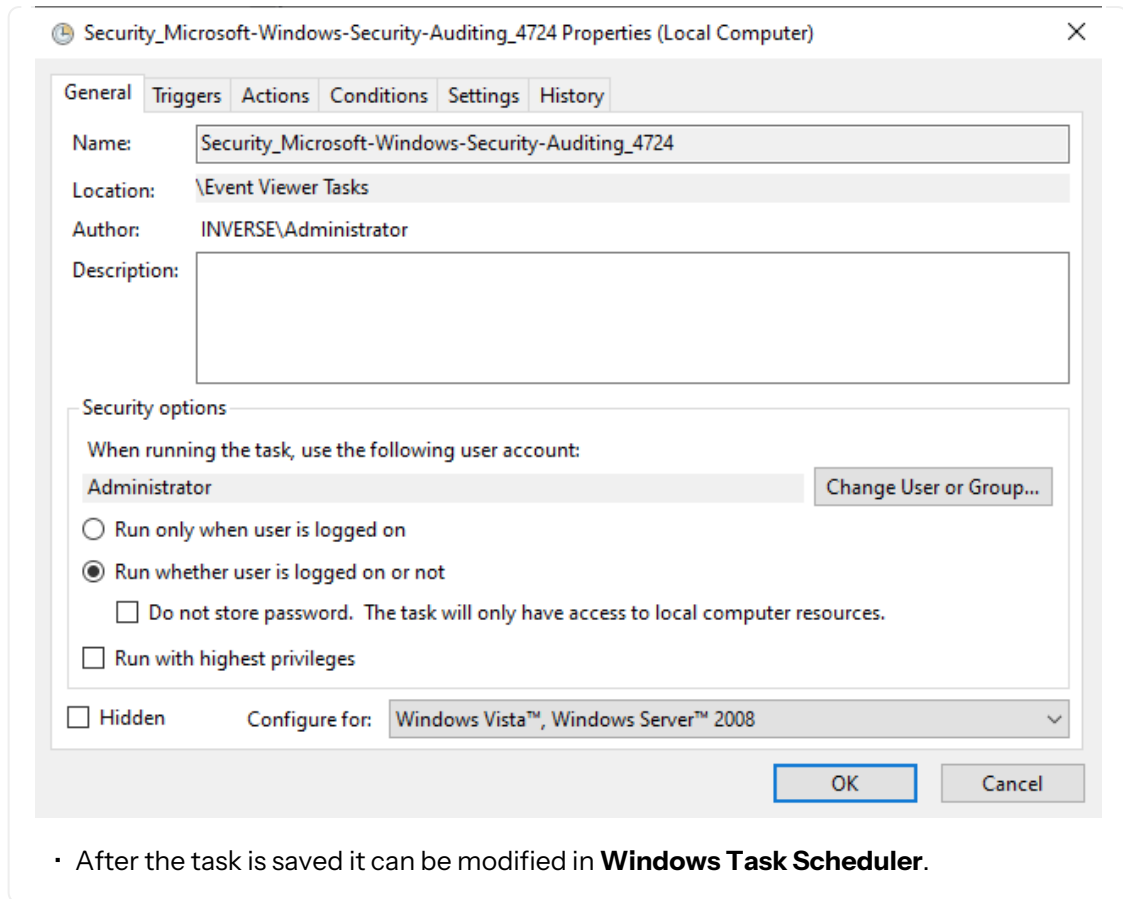 Security_Microsoft-Windows-Security-Auditing_4724 Properties (Local Computer)
General Triggers Actions Conditions Settings History
Name: Security_Microsoft-Windows-Security-Auditing_4724
Location: \Event Viewer Tasks
Author: INVERSE\Administrator
Description:
Security options
When running the task, use the following user account:
Administrator Change User or Group...
Run only when user is logged on
Run whether user is logged on or not
Do not store password. The task will only have access to local computer resources.
Run with highest privileges
Hidden Configure for: Windows Vista™, Windows Server™ 2008
OK Cancel
▪ After the task is saved it can be modified in Windows Task Scheduler.